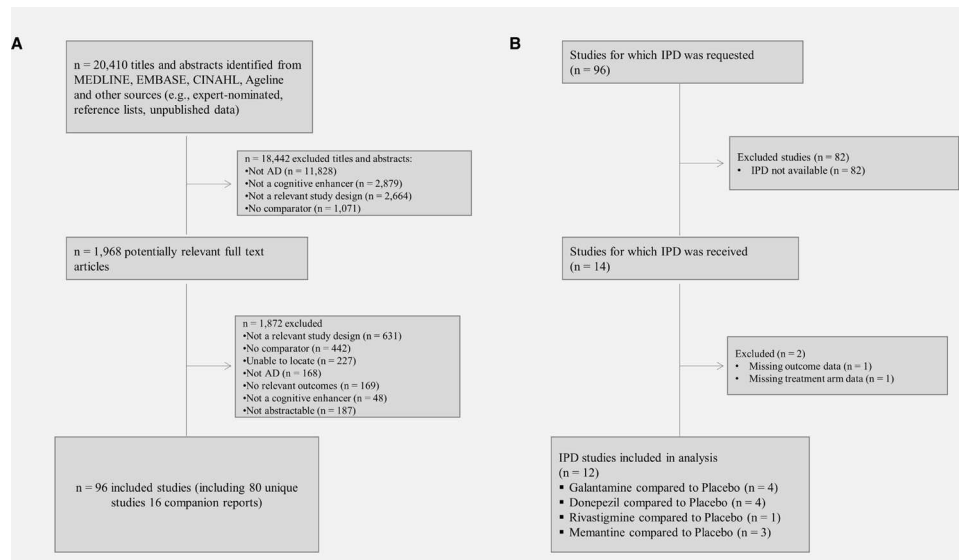 A
n = 20,410 titles and abstracts identified from
MEDLINE, EMBASE, CINAHL, Ageline
and other sources (e.g., expert-nominated,
reference lists, unpublished data)
n = 18,442 excluded titles and abstracts:
•Not AD (n = 11,828)
•Not a cognitive enhancer (n = 2,879)
•Not a relevant study design (n = 2,664)
•No comparator (n = 1,071)
n = 1,968 potentially relevant full text
articles
n = 1,872 excluded
•Not a relevant study design (n = 631)
•No comparator (n = 442)
•Unable to locate (n = 227)
•Not AD (n = 168)
•No relevant outcomes (n = 169)
•Not a cognitive enhancer (n = 48)
•Not abstractable (n = 187)
n = 96 included studies (including 80 unique
studies 16 companion reports)
B
Studies for which IPD was requested
(n = 96)
Excluded studies (n = 82)
• IPD not available (n = 82)
Studies for which IPD was received
(n = 14)
Excluded (n = 2)
• Missing outcome data (n = 1)
• Missing treatment arm data (n = 1)
IPD studies included in analysis
(n = 12)
▪ Galantamine compared to Placebo (n = 4)
▪ Donepezil compared to Placebo (n = 4)
▪ Rivastigmine compared to Placebo (n = 1)
▪ Memantine compared to Placebo (n = 3)